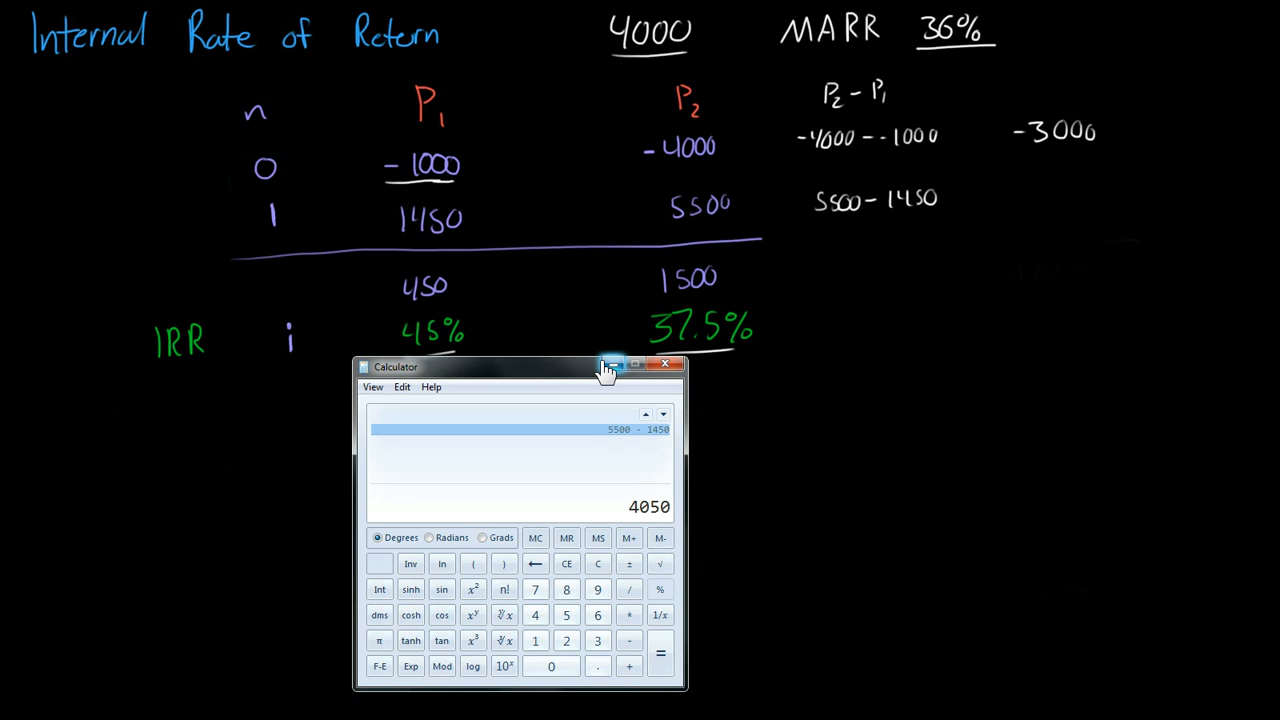 Internal Rate of Return 4000 MARR 36%
n P1 P2 P2 - P1
0 - 1000 - 4000 -4000 - -1000 -3000
1 1450 5500 5500 - 1450
450 1500
IRR i 45% 37.5%
Calculator
View Edit Help
5500 - 1450
4050
Degrees Radians Grads MC MR MS M+ M-
Inv ln ( ) ← CE C ± √
Int sinh sin x² n! 7 8 9 / %
dms cosh cos xʸ ʸ√x 4 5 6 * 1/x
π tanh tan x³ ³√x 1 2 3 - =
F-E Exp Mod log 10ˣ 0 . +